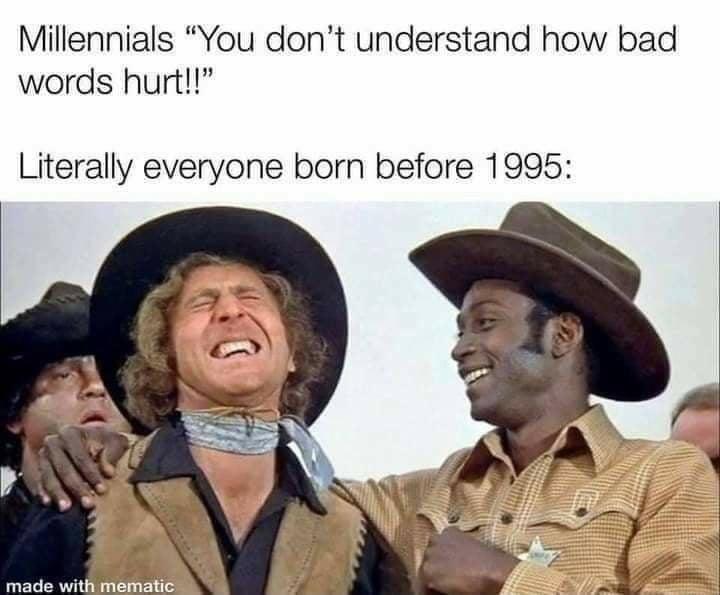 Millennials “You don’t understand how bad
words hurt!!”
Literally everyone born before 1995:
made with mematic